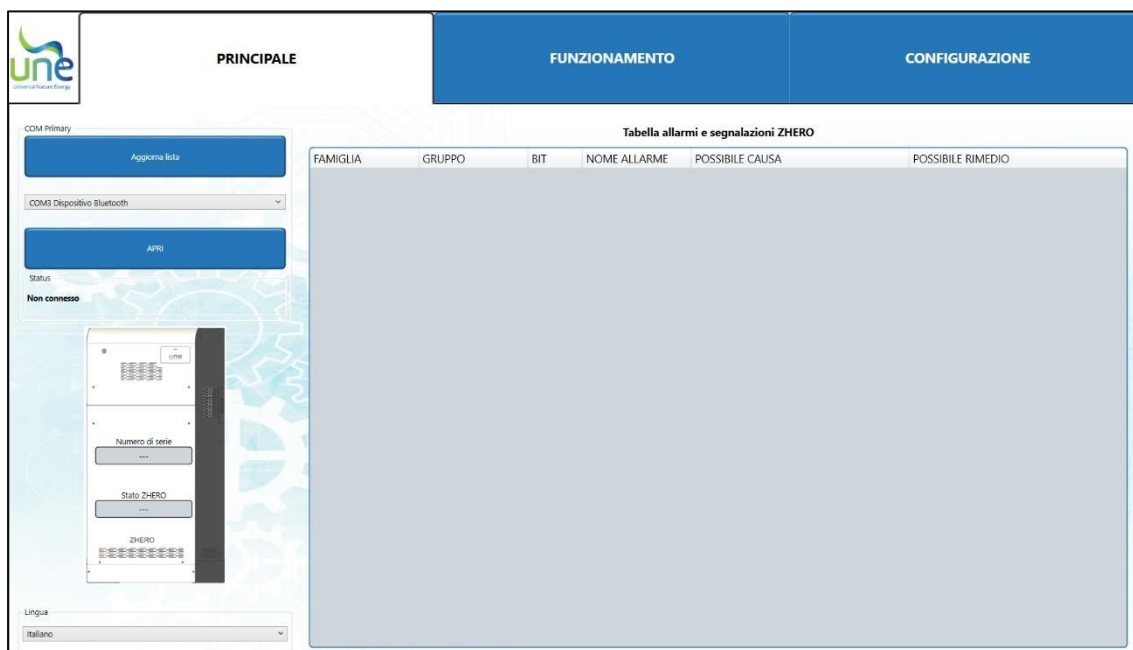 une
Universal Nature Energy
PRINCIPALE
FUNZIONAMENTO
CONFIGURAZIONE
COM Primary
Aggiorna lista
COM3 Dispositivo Bluetooth
APRI
Status
Non connesso
une
Numero di serie
---
Stato ZHERO
---
ZHERO
Lingua
Italiano
Tabella allarmi e segnalazioni ZHERO
FAMIGLIA GRUPPO BIT NOME ALLARME POSSIBILE CAUSA POSSIBILE RIMEDIO